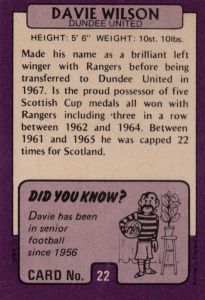 DAVIE WILSON
DUNDEE UNITED
HEIGHT: 5' 6" WEIGHT: 10st. 10lbs.
Made his name as a brilliant left
winger with Rangers before being
transferred to Dundee United in
1967. Is the proud possessor of five
Scottish Cup medals all won with
Rangers including three in a row
between 1962 and 1964. Between
1961 and 1965 he was capped 22
times for Scotland.
DID YOU KNOW?
Davie has been
in senior
football
since 1956
CARD No. 22